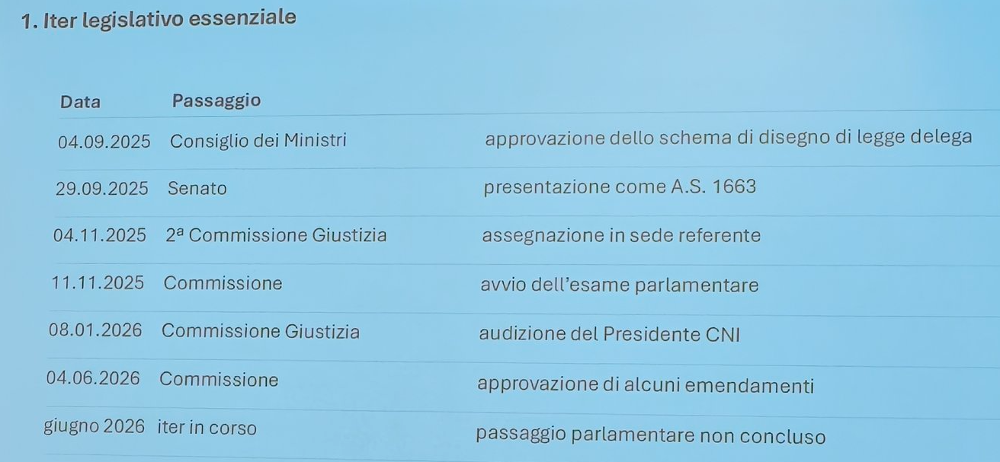 1. Iter legislativo essenziale
Data Passaggio
04.09.2025 Consiglio dei Ministri approvazione dello schema di disegno di legge delega
29.09.2025 Senato presentazione come A.S. 1663
04.11.2025 2ª Commissione Giustizia assegnazione in sede referente
11.11.2025 Commissione avvio dell’esame parlamentare
08.01.2026 Commissione Giustizia audizione del Presidente CNI
04.06.2026 Commissione approvazione di alcuni emendamenti
giugno 2026 iter in corso passaggio parlamentare non concluso